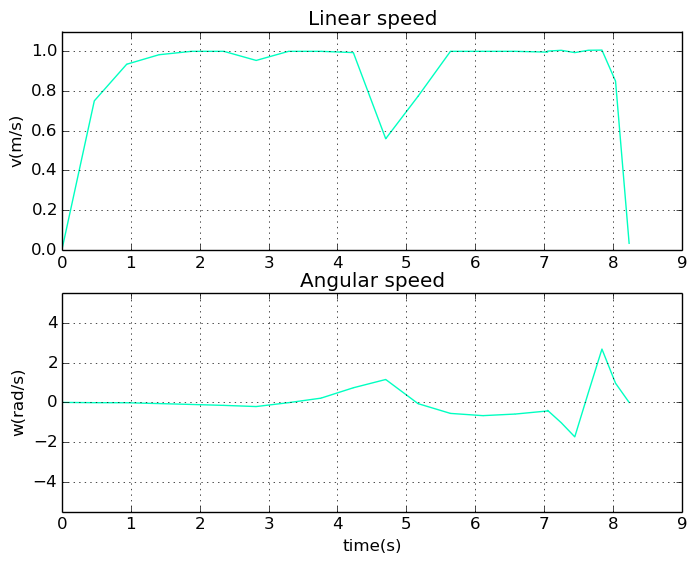 Linear speed
1.0
0.8
0.6
0.4
0.2
0.0
v(m/s)
0 1 2 3 4 5 6 7 8 9
Angular speed
4
2
0
−2
−4
w(rad/s)
0 1 2 3 4 5 6 7 8 9
time(s)